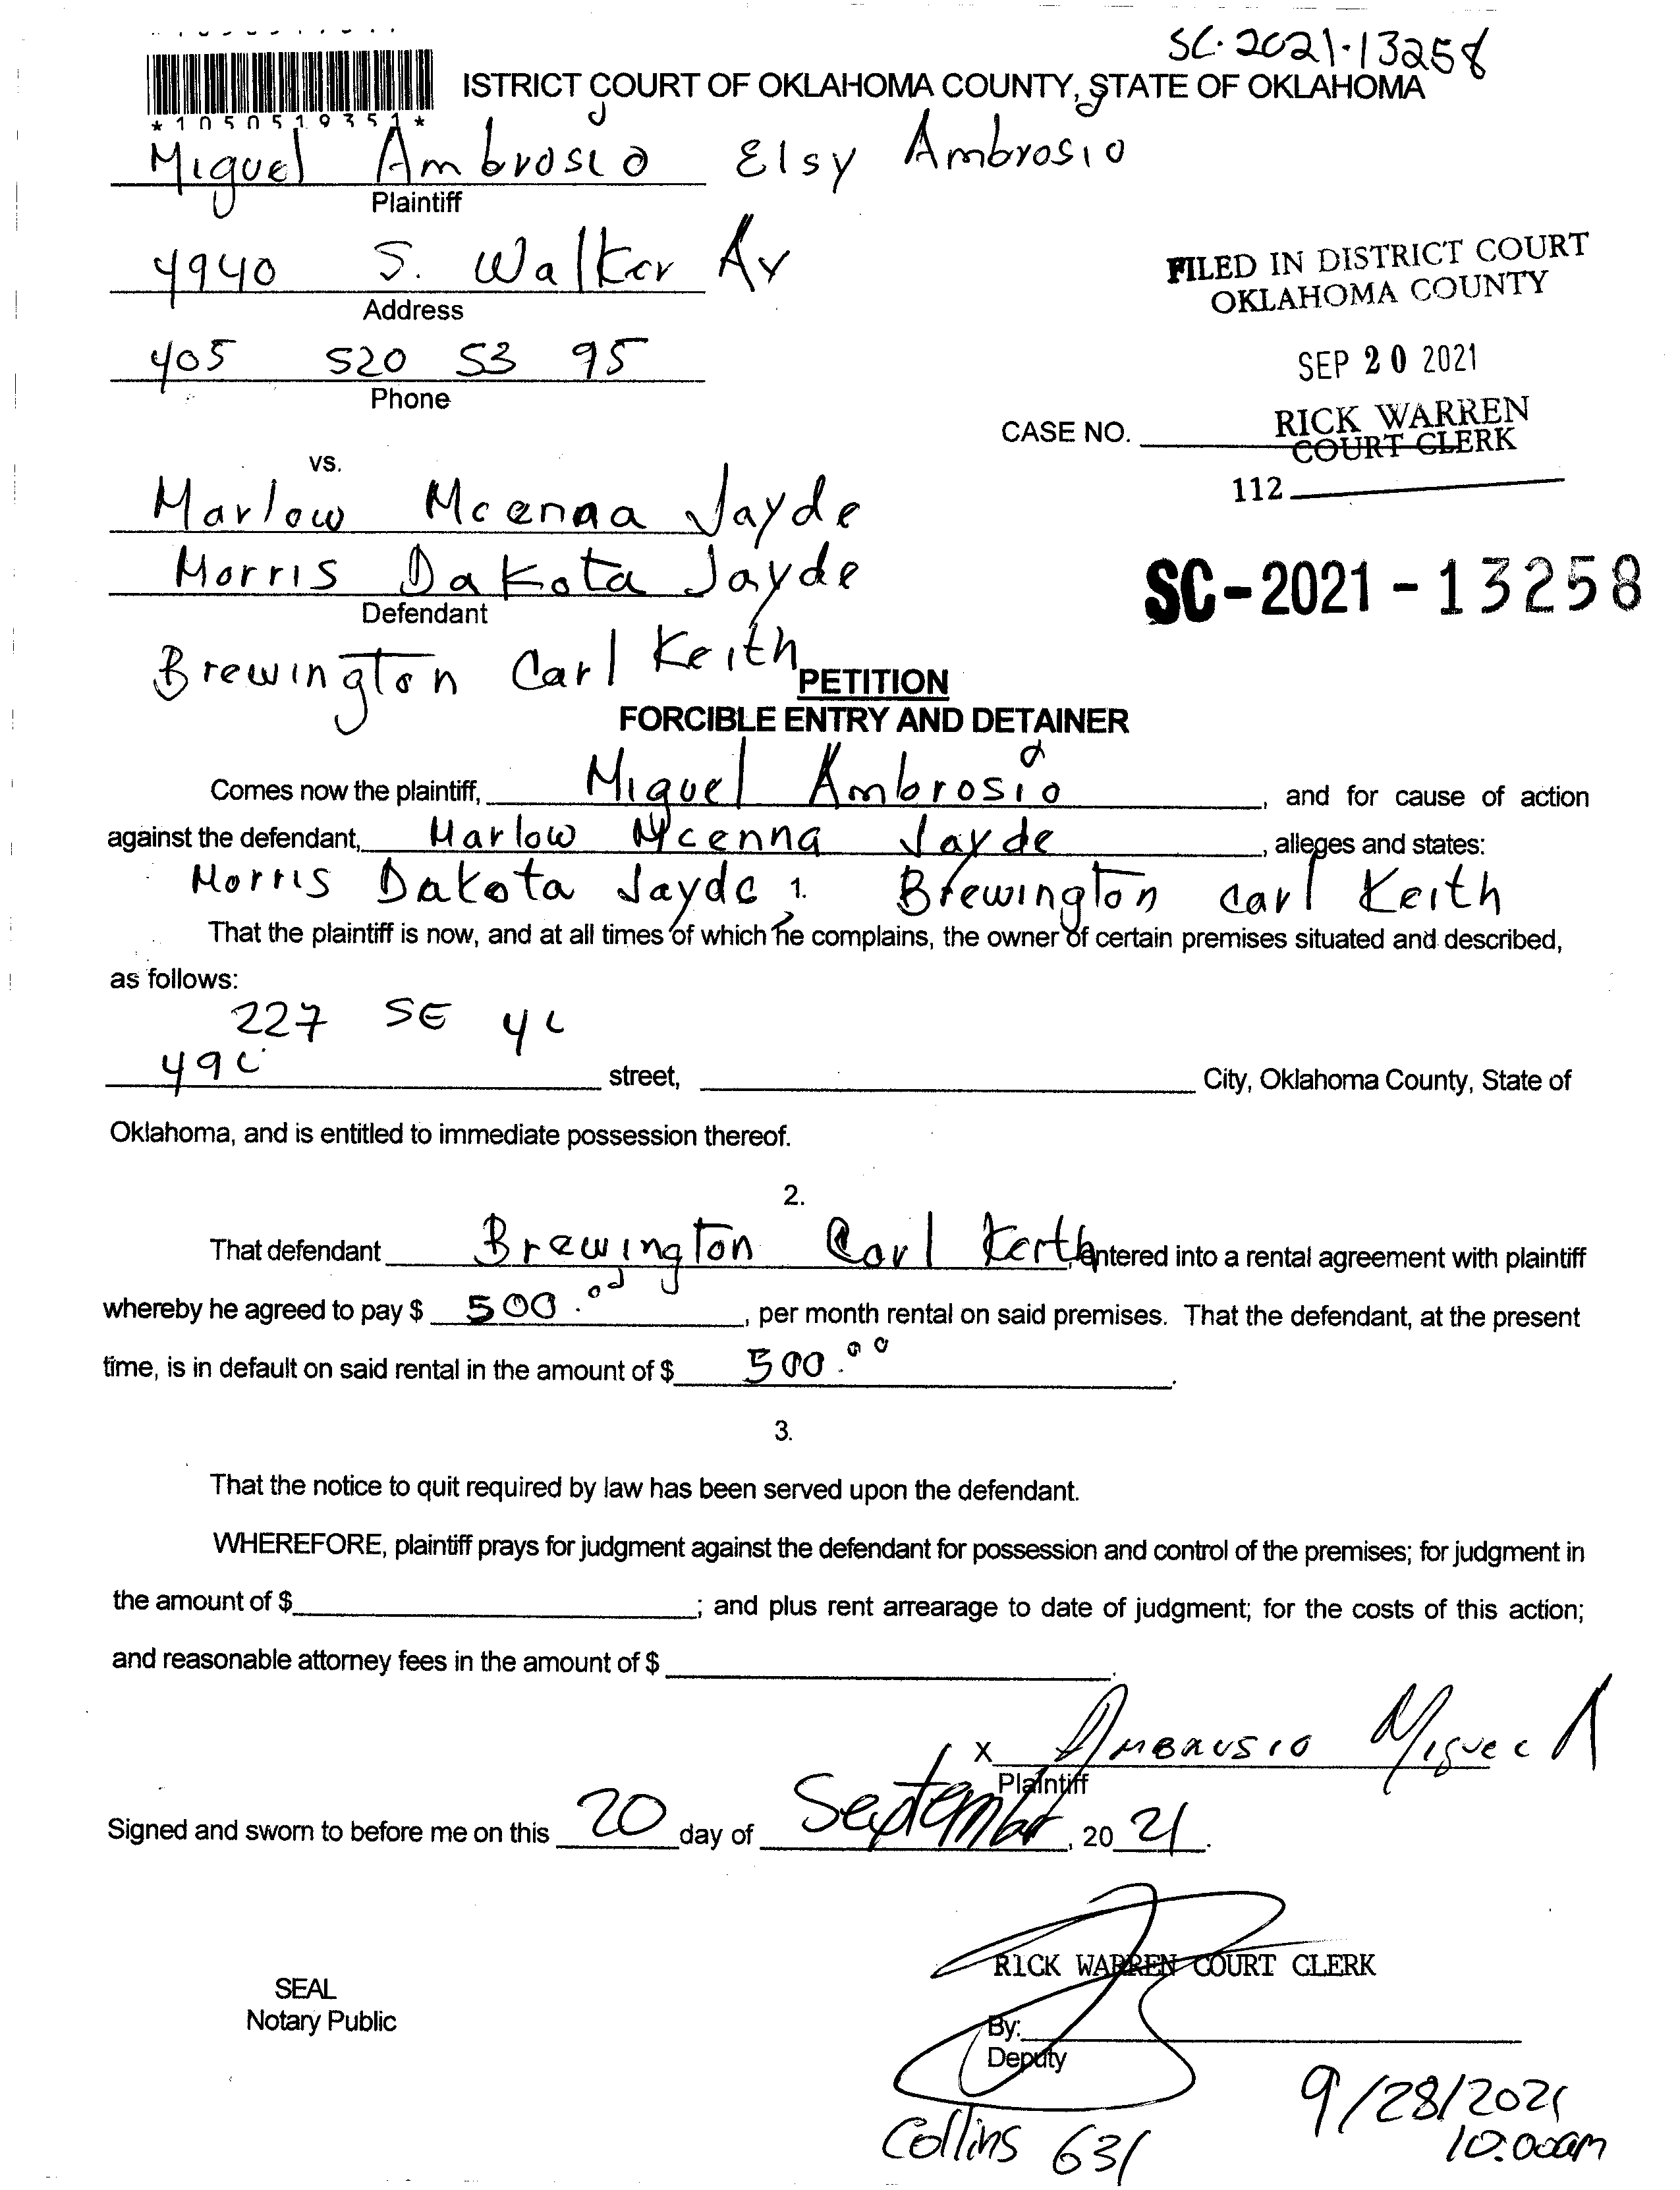 SC-2021-13258
ISTRICT COURT OF OKLAHOMA COUNTY, STATE OF OKLAHOMA
*1050519351*
Miguel Ambrosio Elsy Ambrosio
Plaintiff
4940 S. Walker Av
Address
FILED IN DISTRICT COURT
OKLAHOMA COUNTY
405 520 53 95
Phone
SEP 20 2021
CASE NO.
RICK WARREN
COURT CLERK
112
vs.
Marlow Mcenna Jayde
Morris Dakota Jayde
Defendant
SC-2021-13258
Brewington Carl Keith
PETITION
FORCIBLE ENTRY AND DETAINER
Comes now the plaintiff, Miguel Ambrosio, and for cause of action
against the defendant, Marlow Mcenna Jayde, alleges and states:
Morris Dakota Jayde 1. Brewington Carl Keith
That the plaintiff is now, and at all times of which he complains, the owner of certain premises situated and described,
as follows:
227 SE
street, City, Oklahoma County, State of
Oklahoma, and is entitled to immediate possession thereof.
2.
That defendant Brewington Carl Keith, entered into a rental agreement with plaintiff
whereby he agreed to pay $ 500.00, per month rental on said premises. That the defendant, at the present
time, is in default on said rental in the amount of $ 500.00.
3.
That the notice to quit required by law has been served upon the defendant.
WHEREFORE, plaintiff prays for judgment against the defendant for possession and control of the premises; for judgment in
the amount of $ ; and plus rent arrearage to date of judgment; for the costs of this action;
and reasonable attorney fees in the amount of $ .
X Ambrosio Miguel
Plaintiff
Signed and sworn to before me on this 20 day of September, 20 21.
RICK WARREN COURT CLERK
SEAL
Notary Public
By:
Deputy
9/28/2021
10:00am
Collins 631